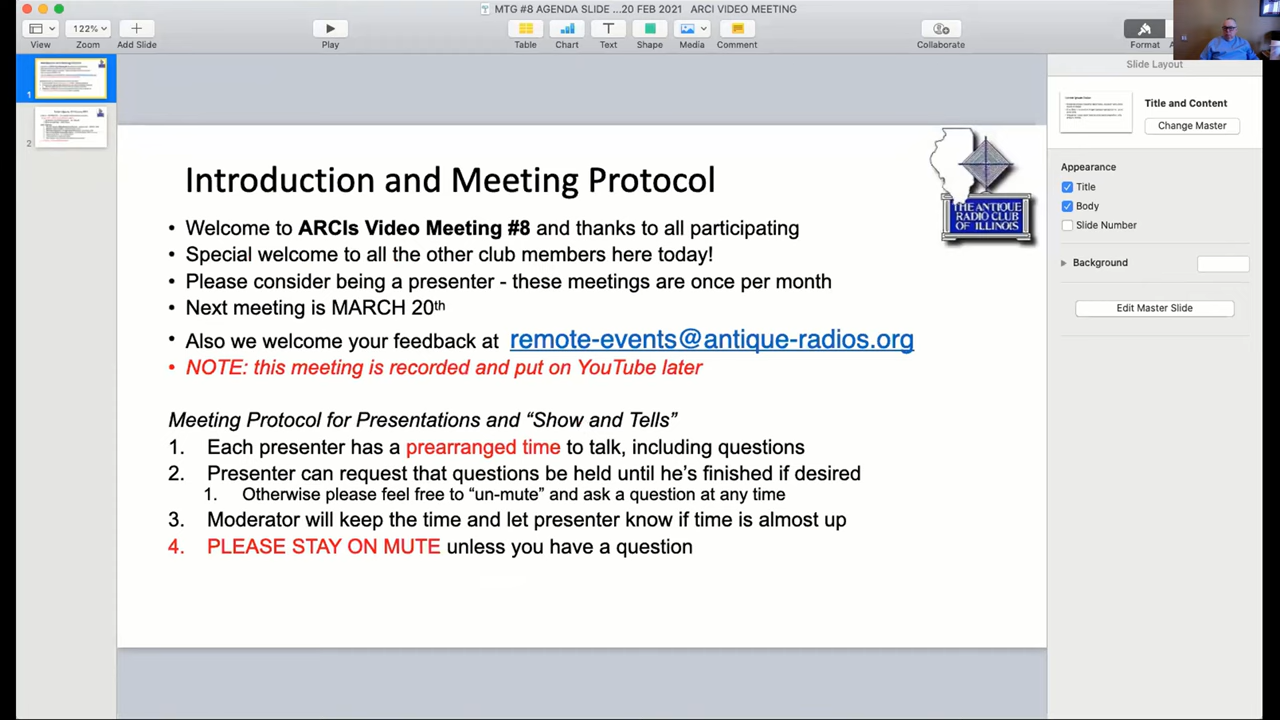 MTG #8 AGENDA SLIDE ...20 FEB 2021 ARCI VIDEO MEETING
122%
View Zoom Add Slide Play Table Chart Text Shape Media Comment Collaborate Format
Slide Layout
Title and Content
Change Master
Appearance
Title
Body
Slide Number
Background
Edit Master Slide
1
2
Introduction and Meeting Protocol
THE ANTIQUE
RADIO CLUB
OF ILLINOIS
• Welcome to ARCIs Video Meeting #8 and thanks to all participating
• Special welcome to all the other club members here today!
• Please consider being a presenter - these meetings are once per month
• Next meeting is MARCH 20th
• Also we welcome your feedback at remote-events@antique-radios.org
• NOTE: this meeting is recorded and put on YouTube later
Meeting Protocol for Presentations and “Show and Tells”
1. Each presenter has a prearranged time to talk, including questions
2. Presenter can request that questions be held until he’s finished if desired
1. Otherwise please feel free to “un-mute” and ask a question at any time
3. Moderator will keep the time and let presenter know if time is almost up
4. PLEASE STAY ON MUTE unless you have a question